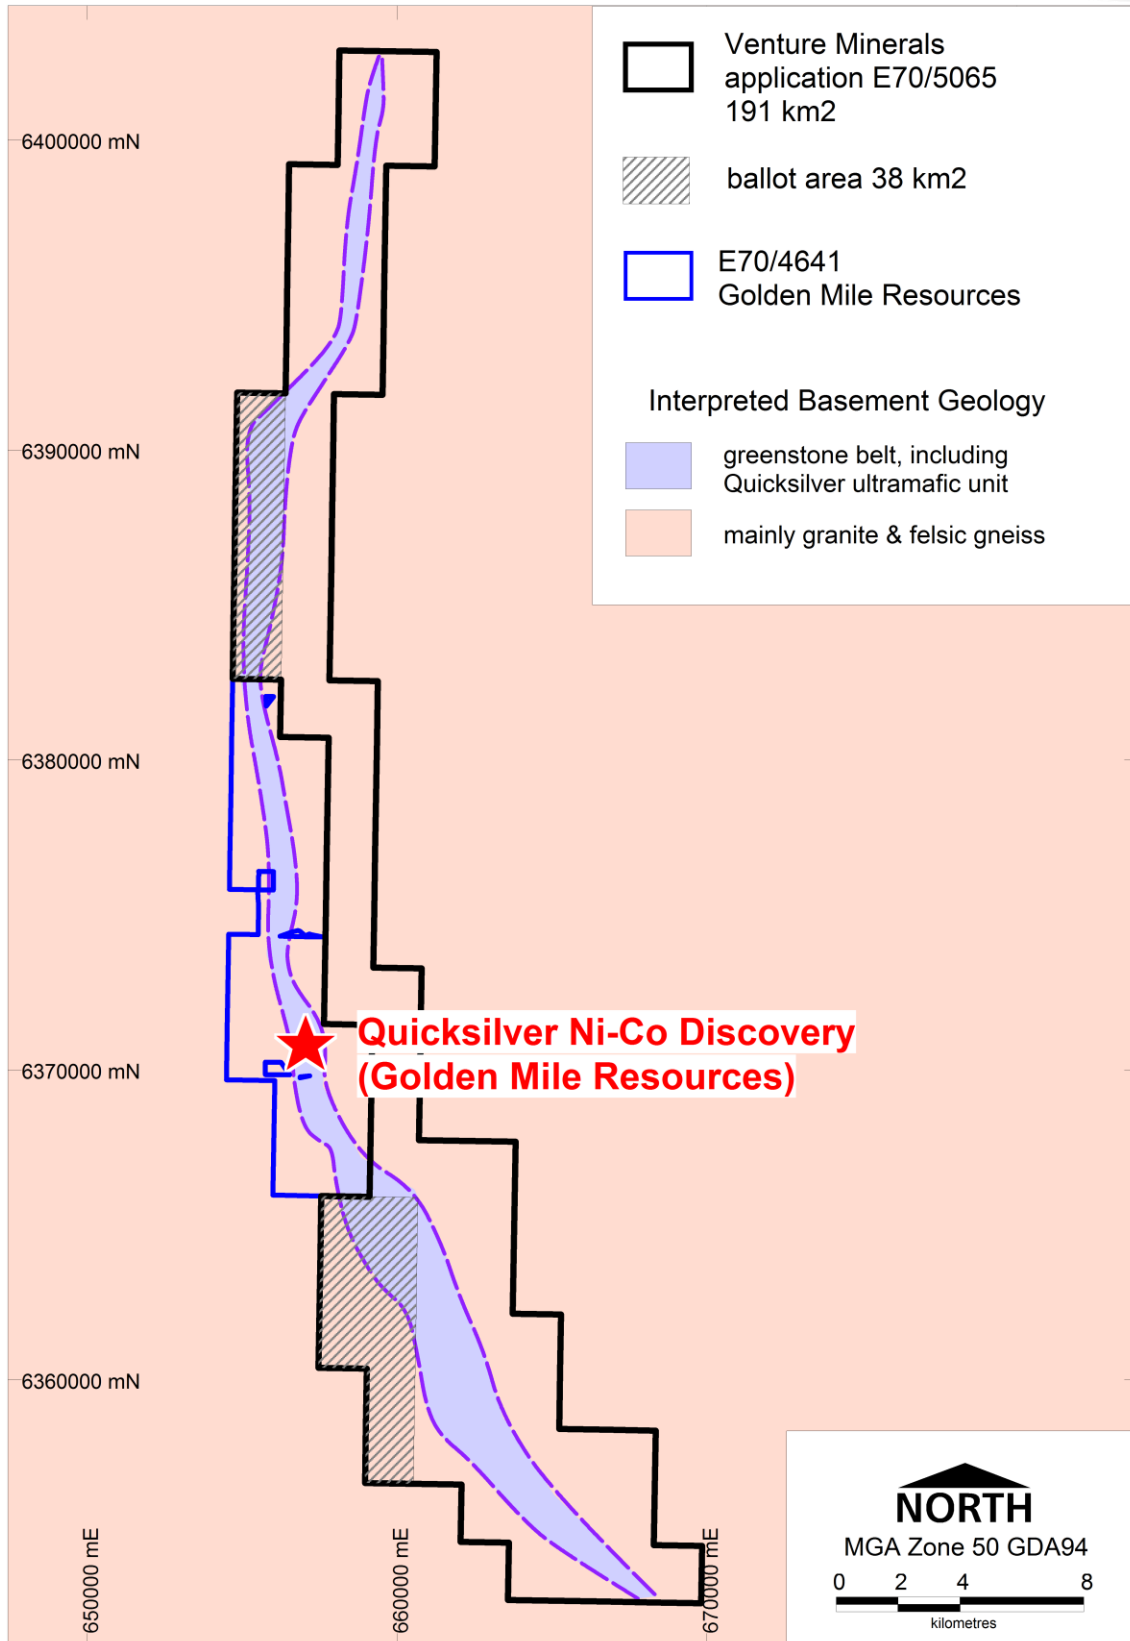 Venture Minerals
application E70/5065
191 km2
ballot area 38 km2
E70/4641
Golden Mile Resources
Interpreted Basement Geology
greenstone belt, including
Quicksilver ultramafic unit
mainly granite & felsic gneiss
6400000 mN
6390000 mN
6380000 mN
6370000 mN
6360000 mN
Quicksilver Ni-Co Discovery
(Golden Mile Resources)
650000 mE
660000 mE
670000 mE
NORTH
MGA Zone 50 GDA94
0 2 4 8
kilometres